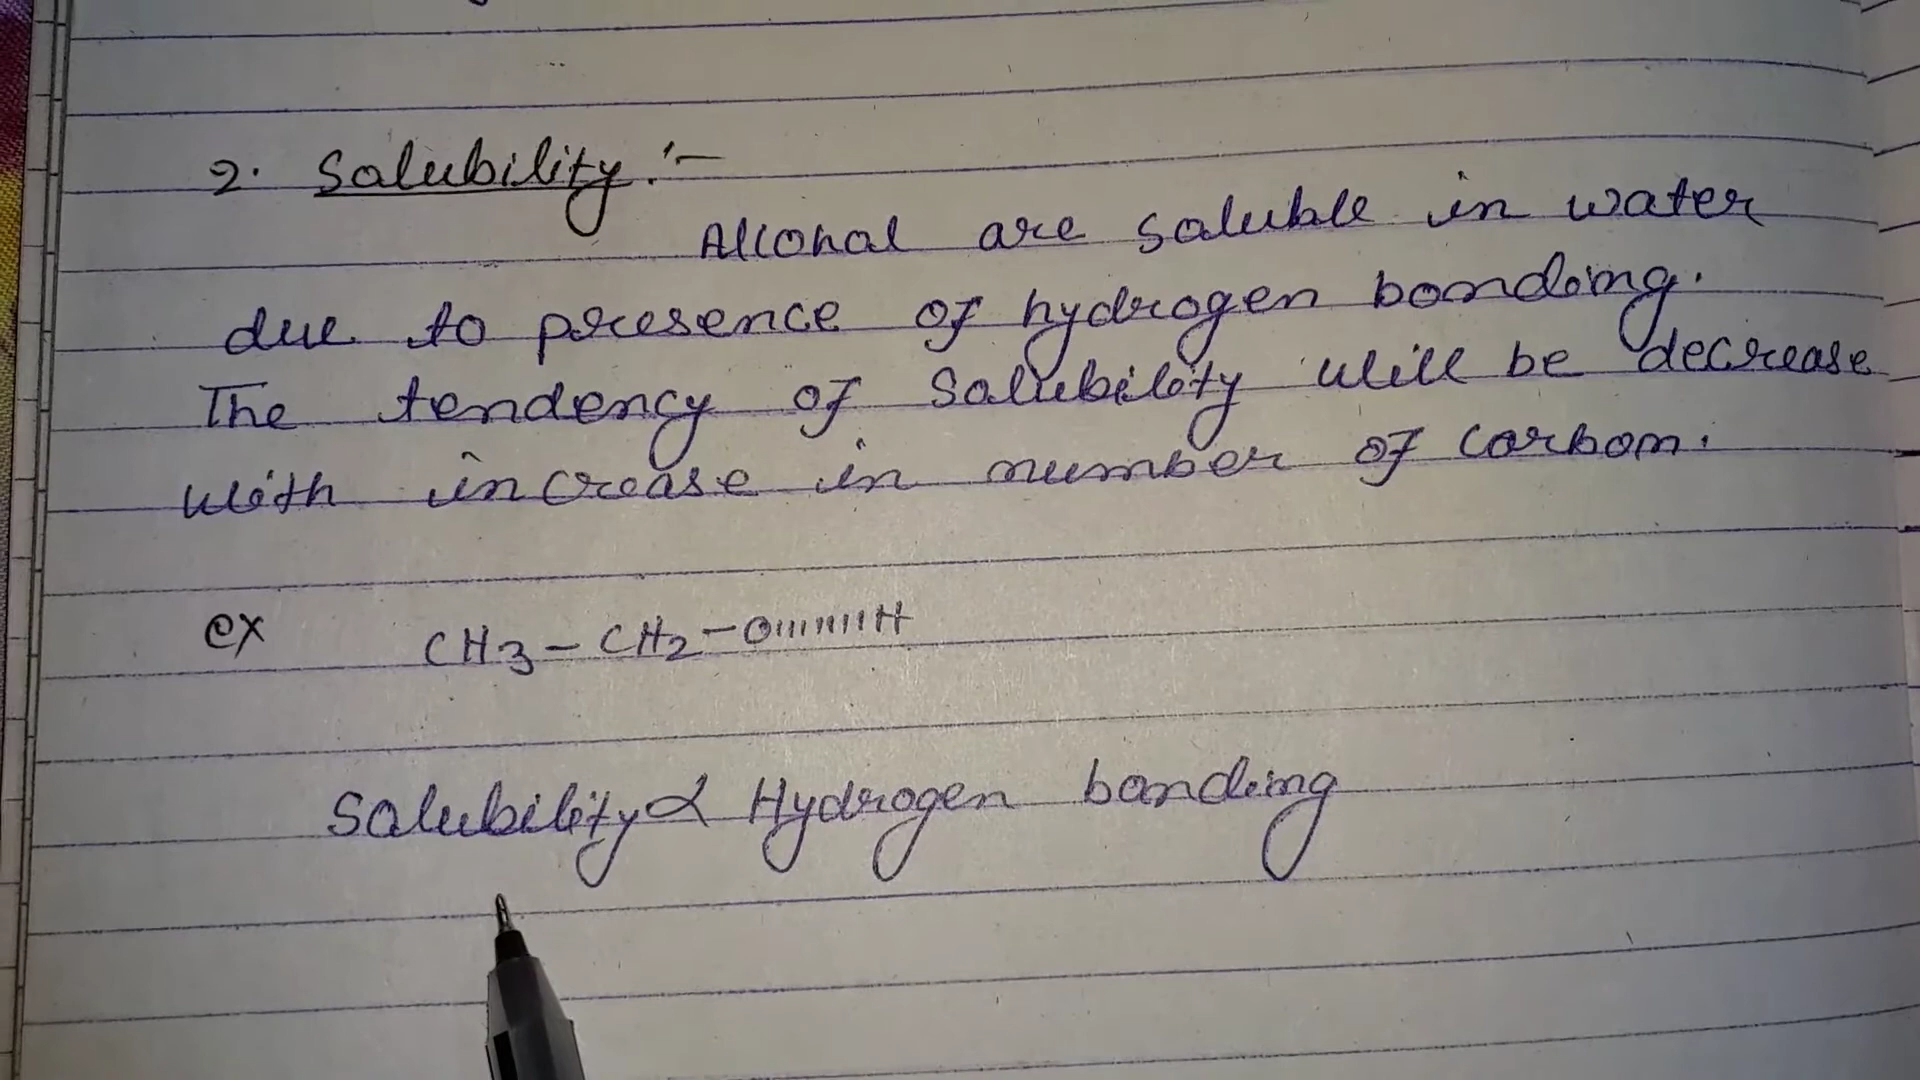 2. Solubility :-
Alcohol are soluble in water
due to presence of hydrogen bonding.
The tendency of Solubility will be decrease
with increase in number of carbon.
ex CH3 - CH2 - O'''''''''H
Solubility ∝ Hydrogen bonding